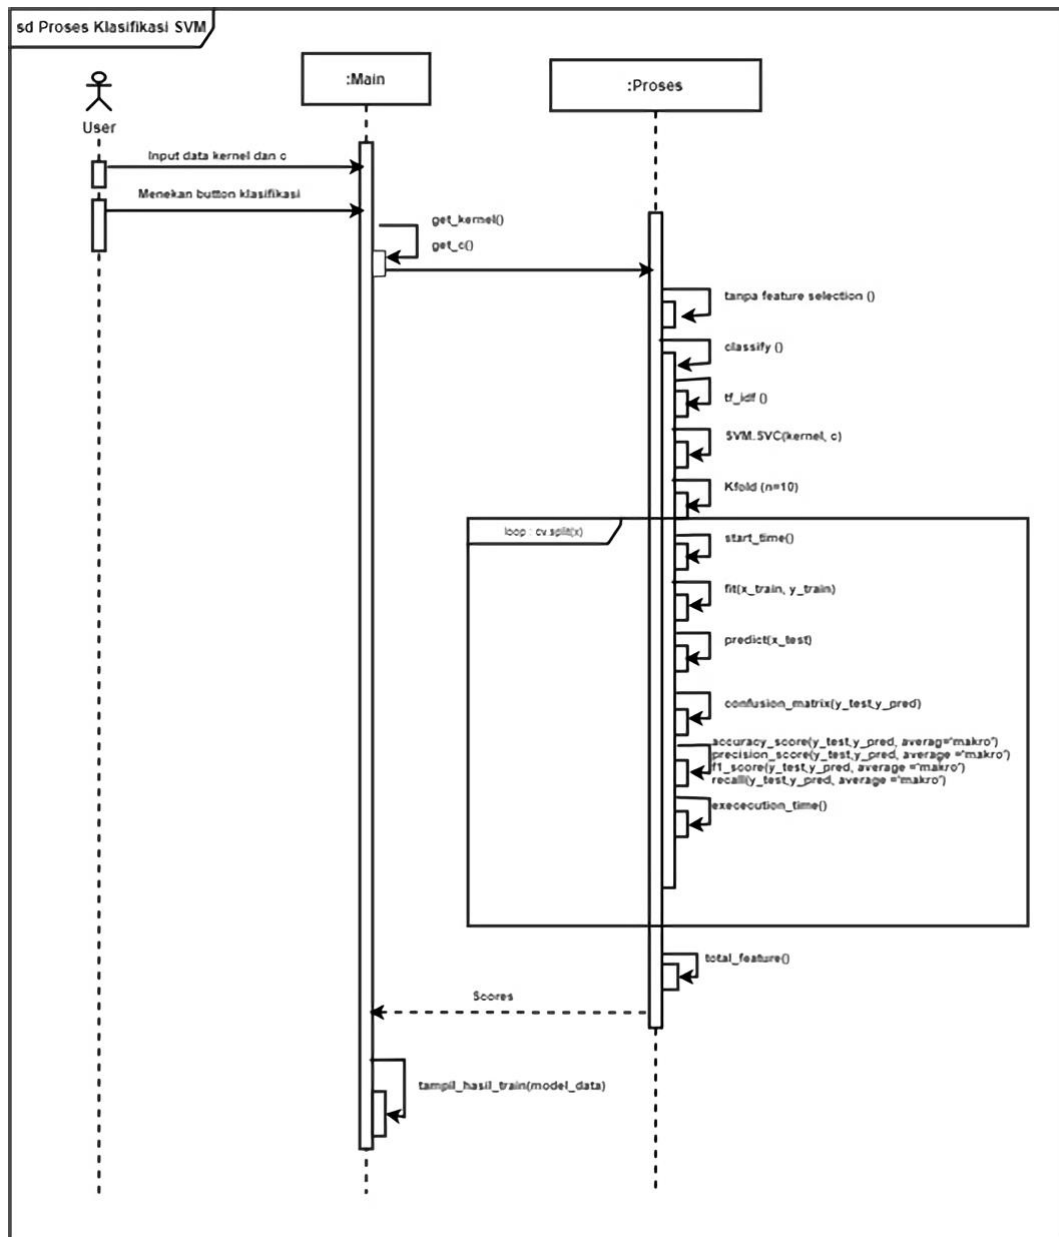 sd Proses Klasifikasi SVM
:Main
:Proses
User
Input data kernel dan c
Menekan button klasifikasi
get_kernel()
get_c()
tanpa feature selection ()
classify ()
tf_idf ()
SVM.SVC(kernel, c)
Kfold (n=10)
loop : cv.split(x)
start_time()
fit(x_train, y_train)
predict(x_test)
confusion_matrix(y_test,y_pred)
accuracy_score(y_test,y_pred, averag="makro")
precision_score(y_test,y_pred, average ="makro")
f1_score(y_test,y_pred, average ="makro")
recall(y_test,y_pred, average ="makro")
exececution_time()
total_feature()
Scores
tampil_hasil_train(model_data)